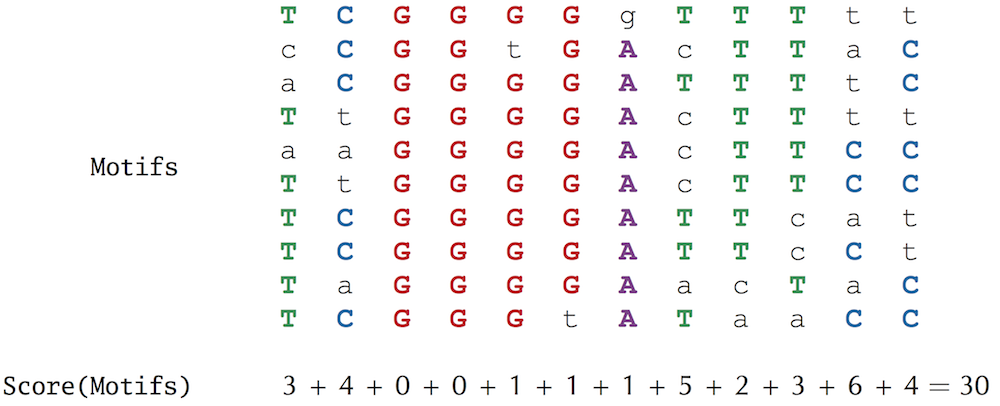 T C G G G G g T T T t t
c C G G t G A c T T a C
a C G G G G A T T T t C
T t G G G G A c T T t t
Motifs
a a G G G G A c T T C C
T t G G G G A c T T C C
T C G G G G A T T c a t
T C G G G G A T T c C t
T a G G G G A a c T a C
T C G G G t A T a a C C
Score(Motifs) 3 + 4 + 0 + 0 + 1 + 1 + 1 + 5 + 2 + 3 + 6 + 4 = 30